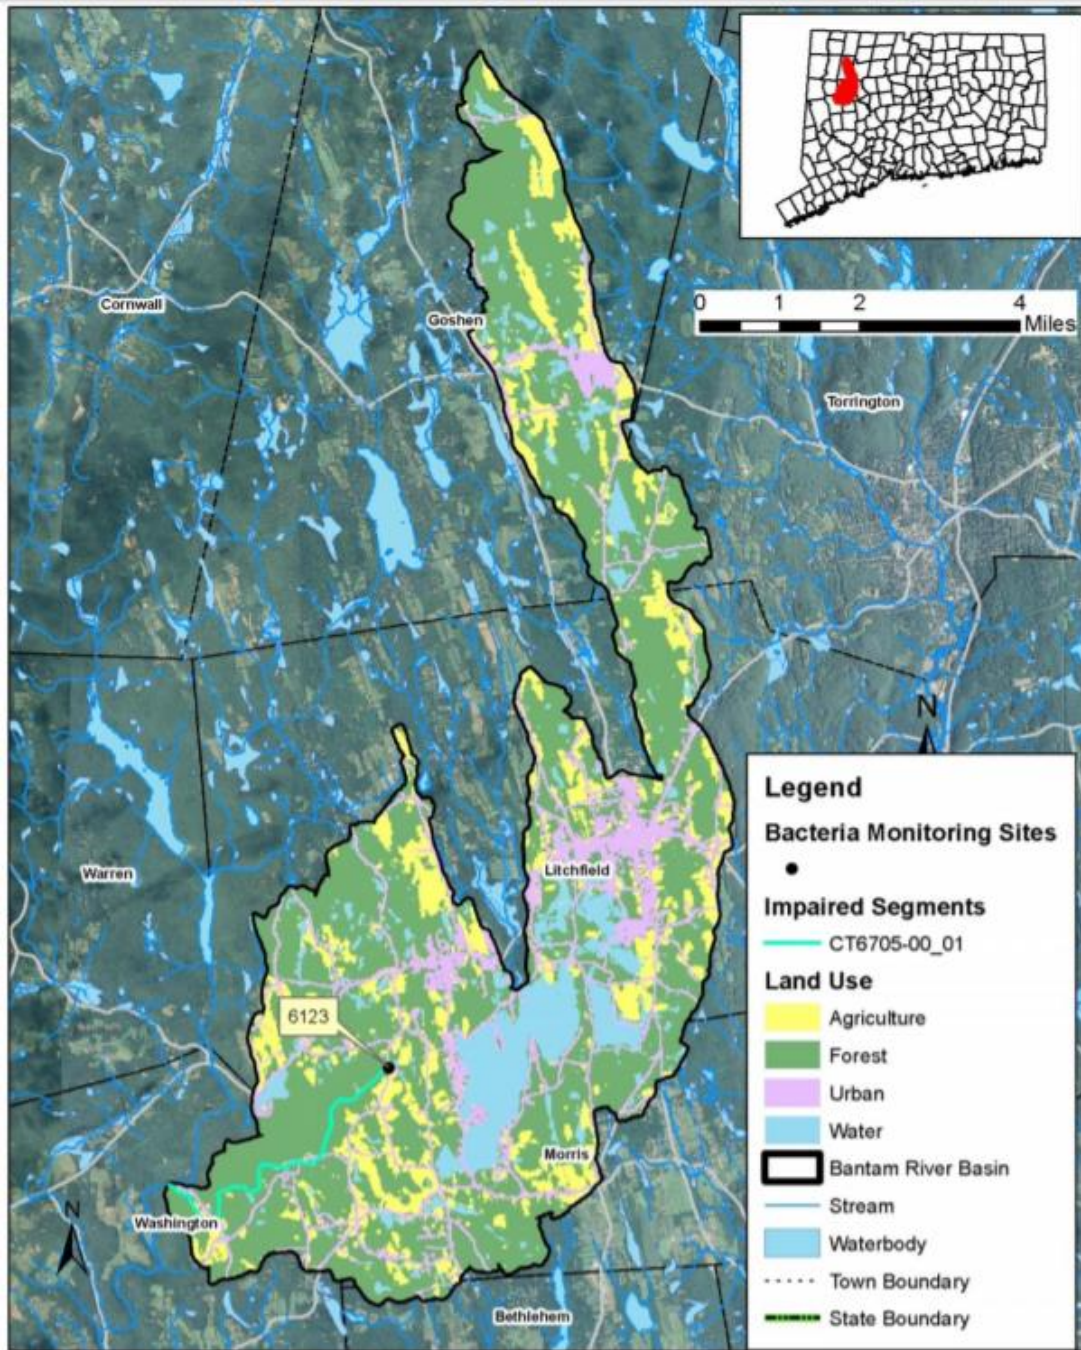 0 1 2 4
Miles
Cornwall
Goshen
Torrington
N
Legend
Bacteria Monitoring Sites
Impaired Segments
CT6705-00_01
Land Use
Agriculture
Forest
Urban
Water
Bantam River Basin
Stream
Waterbody
Town Boundary
State Boundary
Warren
Litchfield
6123
Morris
Washington
N
Bethlehem